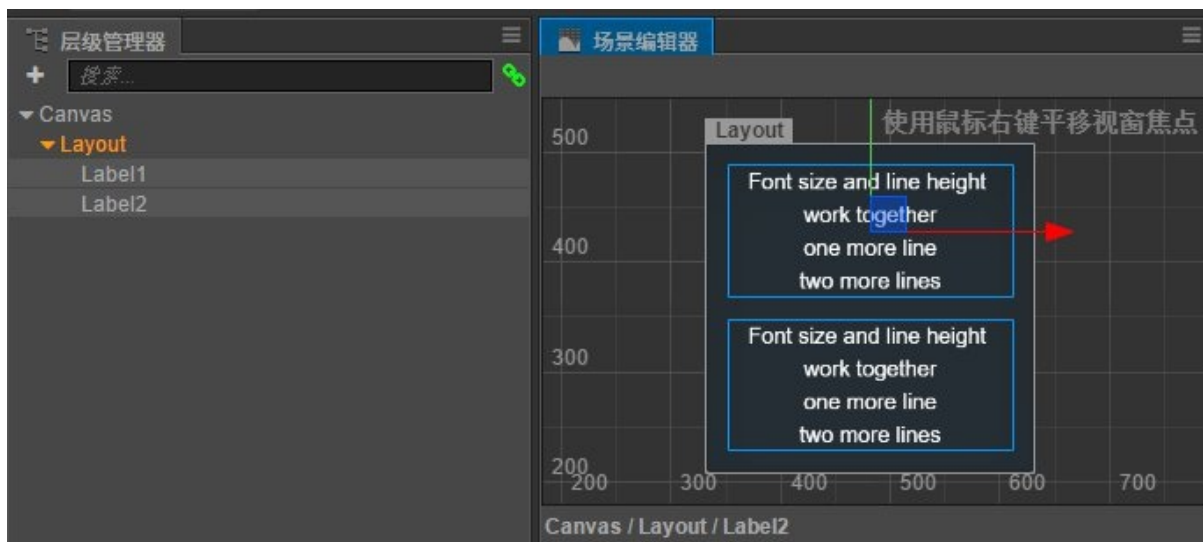 层级管理器
搜索...
Canvas
Layout
Label1
Label2
场景编辑器
使用鼠标右键平移视窗焦点
Layout
Font size and line height
work together
one more line
two more lines
Font size and line height
work together
one more line
two more lines
500
400
300
200
200 300 400 500 600 700
Canvas / Layout / Label2